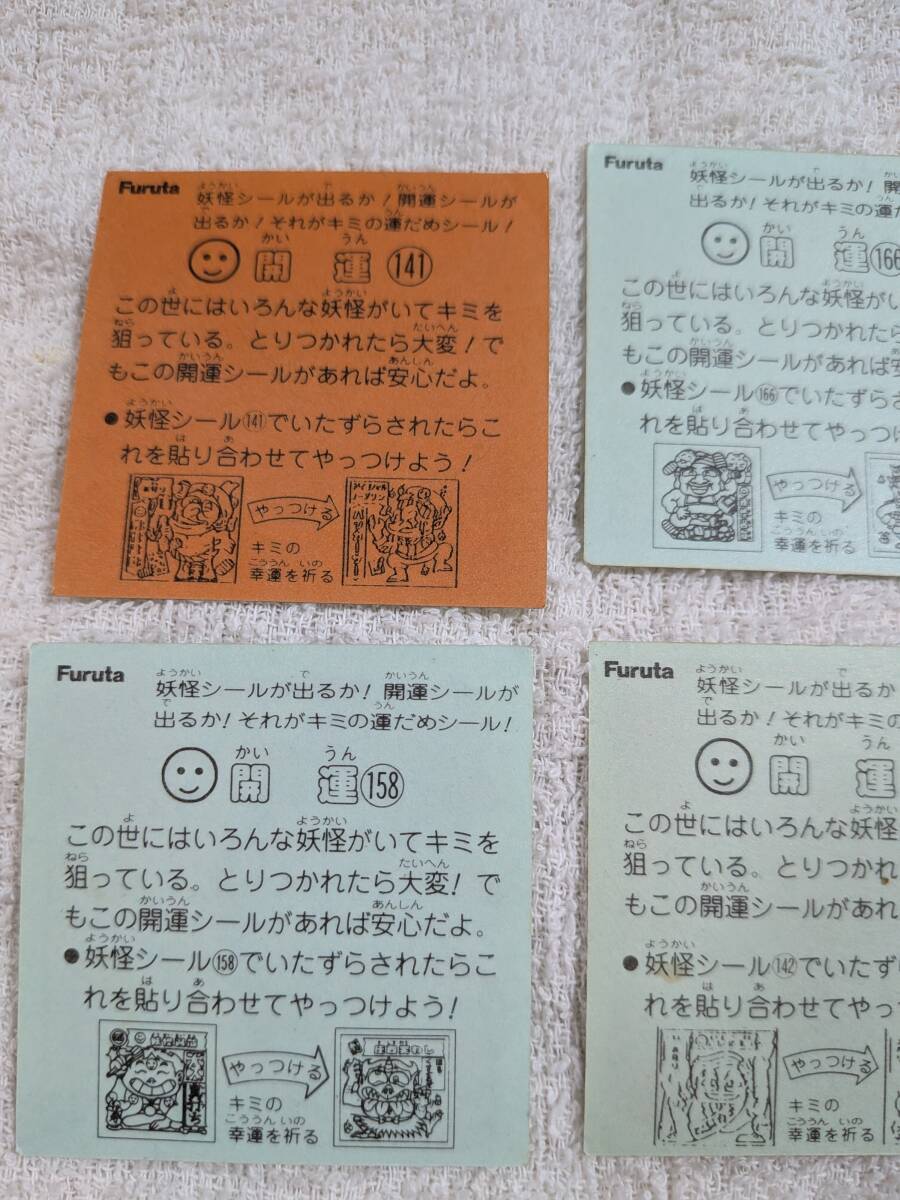 Furuta
妖怪シールが出るか！開運シールが
出るか！それがキミの運だめシール！
開運 141
この世にはいろんな妖怪がいてキミを
狙っている。とりつかれたら大変！で
もこの開運シールがあれば安心だよ。
●妖怪シール141でいたずらされたらこ
れを貼り合わせてやっつけよう！
やっつける
キミの
幸運を祈る
Furuta
妖怪シールが出るか！開
出るか！それがキミの運だ
開運 166
この世にはいろんな妖怪がい
狙っている。とりつかれたら
もこの開運シールがあれば安
●妖怪シール166でいたずらさ
れを貼り合わせてやっつけ
やっつける
キミの
幸運を祈る
Furuta
妖怪シールが出るか！開運シールが
出るか！それがキミの運だめシール！
開運 158
この世にはいろんな妖怪がいてキミを
狙っている。とりつかれたら大変！で
もこの開運シールがあれば安心だよ。
●妖怪シール158でいたずらされたらこ
れを貼り合わせてやっつけよう！
やっつける
キミの
幸運を祈る
Furuta
妖怪シールが出るか
出るか！それがキミの
開運
この世にはいろんな妖怪
狙っている。とりつかれ
もこの開運シールがあれ
●妖怪シール142でいたず
れを貼り合わせてやっ
やっつける
キミの
幸運を祈る